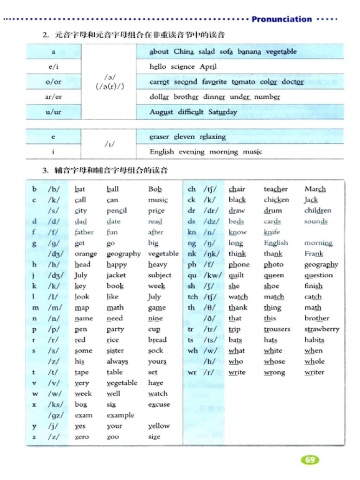 Pronunciation
2. 元音字母和元音字母组合在非重读音节中的读音
a /ə/ (/ə(r)/) about China salad sofa banana vegetable
e/i hello science April
o/or carrot second favorite tomato color doctor
ar/er dollar brother dinner under number
u/ur August difficult Saturday
e /ɪ/ eraser eleven relaxing
i English evening morning music
3. 辅音字母和辅音字母组合的读音
b /b/ bat ball Bob ch /tʃ/ chair teacher March
c /k/ call can music ck /k/ black chicken Jack
/s/ city pencil price dr /dr/ draw drum children
d /d/ dad date read ds /dz/ beds cards sounds
f /f/ father fun after kn /n/ know knife
g /g/ get go big ng /ŋ/ long English morning
/dʒ/ orange geography vegetable nk /ŋk/ think thank Frank
h /h/ head happy heavy ph /f/ phone photo geography
j /dʒ/ July jacket subject qu /kw/ quilt queen question
k /k/ key book week sh /ʃ/ she shoe finish
l /l/ look like July tch /tʃ/ watch match catch
m /m/ map math game th /θ/ thank thing math
n /n/ name need nine /ð/ that this brother
p /p/ pen party cup tr /tr/ trip trousers strawberry
r /r/ red rice bread ts /ts/ bats hats habits
s /s/ some sister sock wh /w/ what white when
/z/ his always yours /h/ who whose whole
t /t/ tape table set wr /r/ write wrong writer
v /v/ very vegetable have
w /w/ week well watch
x /ks/ box six excuse
/gz/ exam example
y /j/ yes your yellow
z /z/ zero zoo size
69